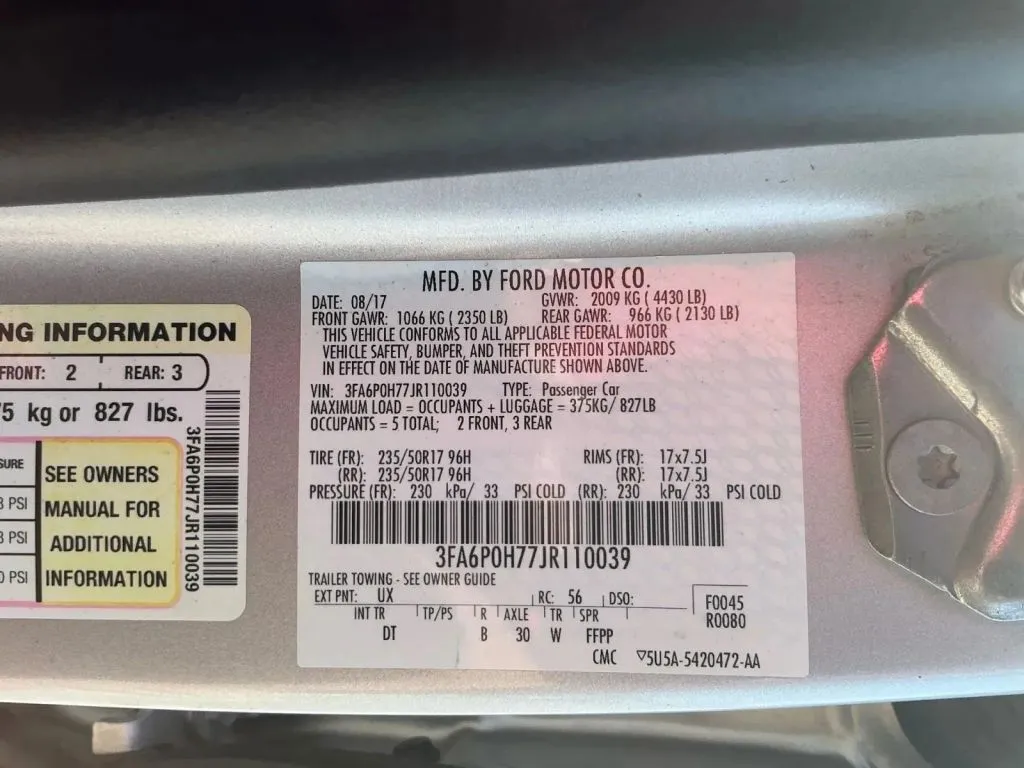 NG INFORMATION
FRONT: 2 REAR: 3
5 kg or 827 lbs.
SEE OWNERS
PSI MANUAL FOR
PSI ADDITIONAL
PSI INFORMATION
3FA6P0H77JR110039
MFD. BY FORD MOTOR CO.
DATE: 08/17 GVWR: 2009 KG ( 4430 LB)
FRONT GAWR: 1066 KG ( 2350 LB) REAR GAWR: 966 KG ( 2130 LB)
THIS VEHICLE CONFORMS TO ALL APPLICABLE FEDERAL MOTOR
VEHICLE SAFETY, BUMPER, AND THEFT PREVENTION STANDARDS
IN EFFECT ON THE DATE OF MANUFACTURE SHOWN ABOVE.
VIN: 3FA6P0H77JR110039 TYPE: Passenger Car
MAXIMUM LOAD = OCCUPANTS + LUGGAGE = 375KG/ 827LB
OCCUPANTS = 5 TOTAL; 2 FRONT, 3 REAR
TIRE (FR): 235/50R17 96H RIMS (FR): 17x7.5J
(RR): 235/50R17 96H (RR): 17x7.5J
PRESSURE (FR): 230 kPa/ 33 PSI COLD (RR): 230 kPa/ 33 PSI COLD
3FA6P0H77JR110039
TRAILER TOWING - SEE OWNER GUIDE
EXT PNT: UX RC: 56 DSO: F0045
INT TR TP/PS R AXLE TR SPR R0080
DT B 30 W FFPP
CMC ▽5U5A-5420472-AA